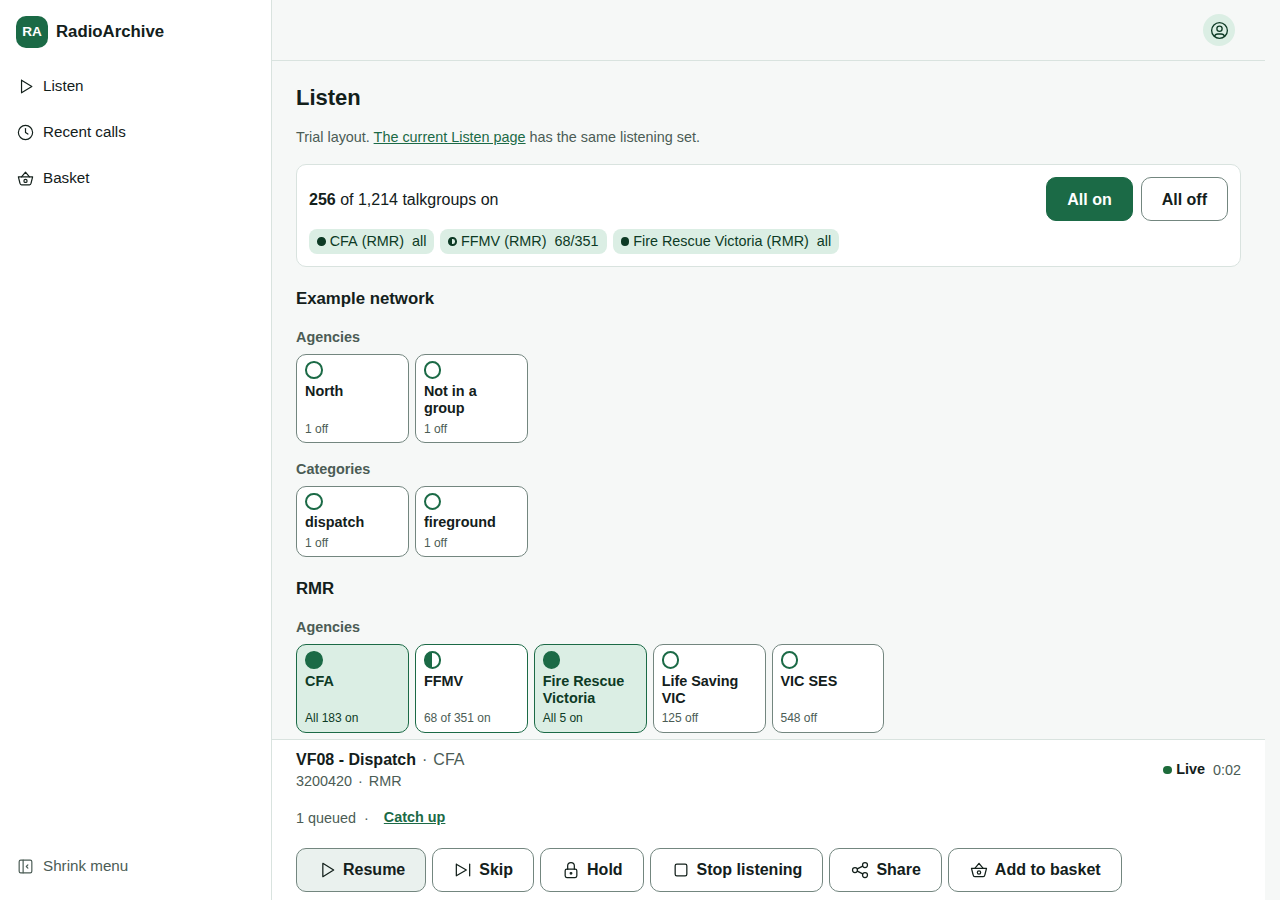 RA RadioArchive
Listen
Recent calls
Basket
Shrink menu
Listen
Trial layout. The current Listen page has the same listening set.
256 of 1,214 talkgroups on
All on
All off
CFA (RMR) all
FFMV (RMR) 68/351
Fire Rescue Victoria (RMR) all
Example network
Agencies
North
1 off
Not in a
group
1 off
Categories
dispatch
1 off
fireground
1 off
RMR
Agencies
CFA
All 183 on
FFMV
68 of 351 on
Fire Rescue
Victoria
All 5 on
Life Saving
VIC
125 off
VIC SES
548 off
VF08 - Dispatch · CFA
3200420 · RMR
Live 0:02
1 queued · Catch up
Resume
Skip
Hold
Stop listening
Share
Add to basket